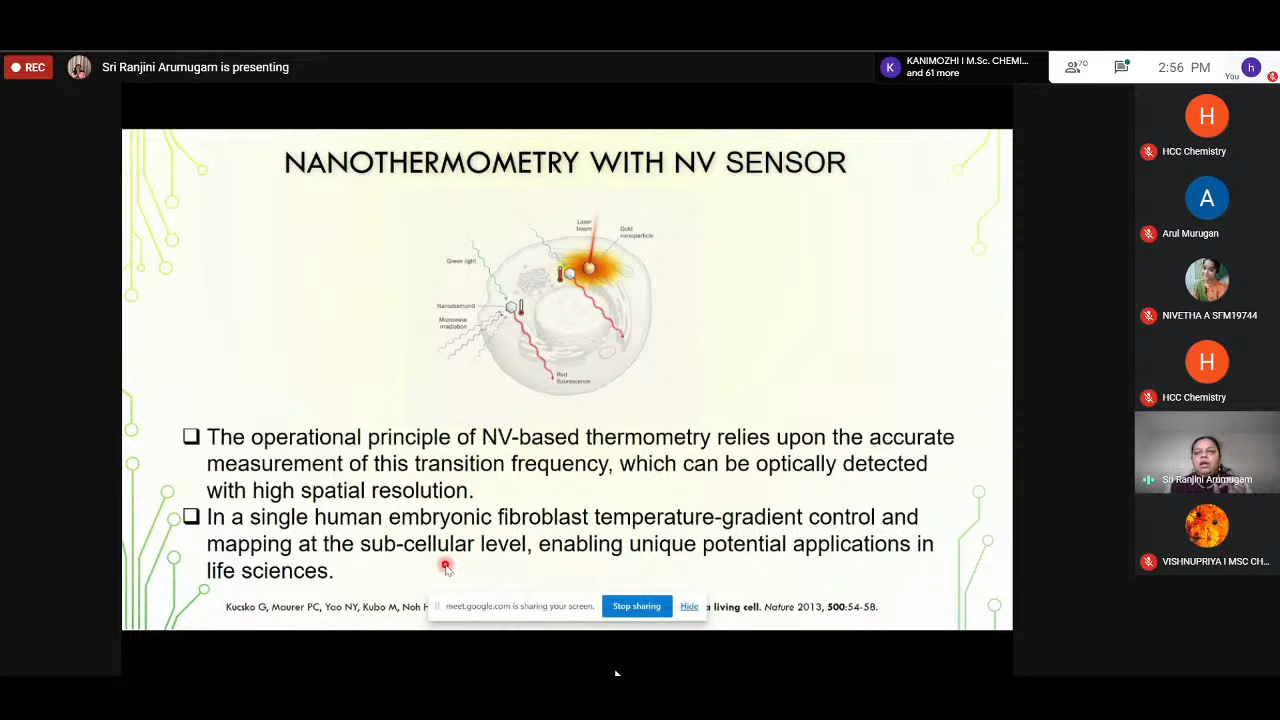 REC
Sri Ranjini Arumugam is presenting
K
KANIMOZHI I M.Sc. CHEMI...
and 61 more
70
2:56 PM
You
h
NANOTHERMOMETRY WITH NV SENSOR
Laser
beam
Gold
nanoparticle
Green light
Nanodiamond
Microwave
irradiation
Red
fluorescence
❑ The operational principle of NV-based thermometry relies upon the accurate
measurement of this transition frequency, which can be optically detected
with high spatial resolution.
❑ In a single human embryonic fibroblast temperature-gradient control and
mapping at the sub-cellular level, enabling unique potential applications in
life sciences.
Kucsko G, Maurer PC, Yao NY, Kubo M, Noh H
a living cell. Nature 2013, 500:54-58.
meet.google.com is sharing your screen.
Stop sharing
Hide
H
HCC Chemistry
A
Arul Murugan
NIVETHA A SFM19744
H
HCC Chemistry
Sri Ranjini Arumugam
VISHNUPRIYA I MSC CH...